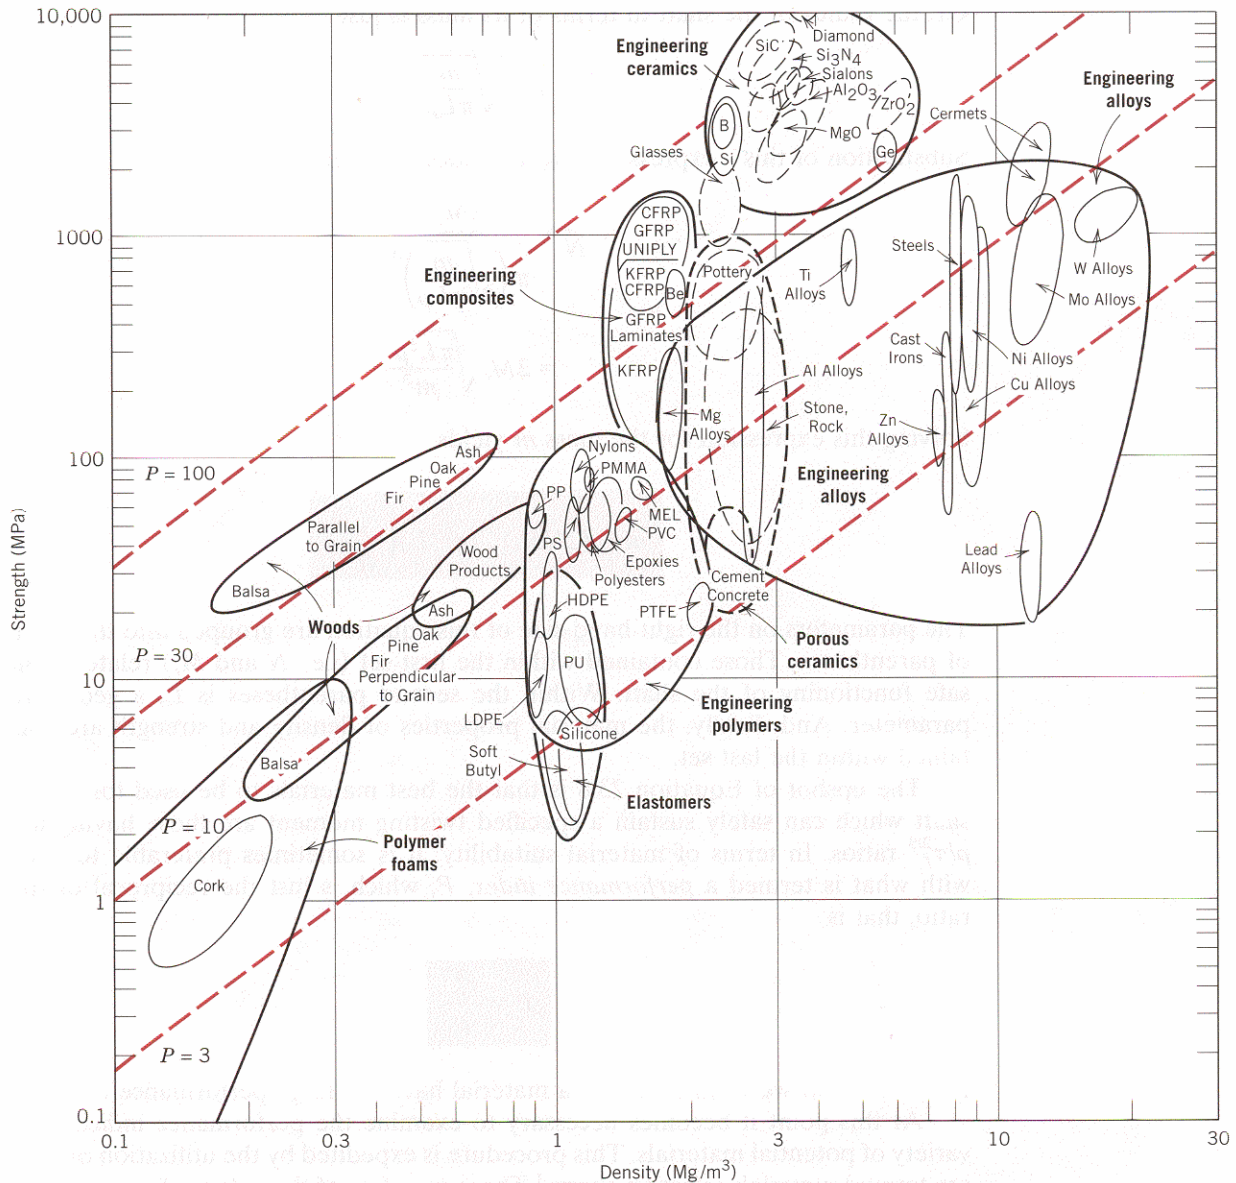 10,000
1000
100
10
1
0.1
Strength (MPa)
0.1
0.3
1
3
10
30
Density (Mg/m³)
Engineering
ceramics
SiC
Diamond
Si3N4
Sialons
Al2O3
ZrO2
MgO
B
Si
Ge
Glasses
Cermets
Engineering
alloys
CFRP
GFRP
UNIPLY
KFRP
CFRP
Be
GFRP
Laminates
KFRP
Engineering
composites
Pottery
Ti
Alloys
Steels
W Alloys
Mo Alloys
Cast
Irons
Ni Alloys
Cu Alloys
Al Alloys
Zn
Alloys
Mg
Alloys
Stone,
Rock
Engineering
alloys
Lead
Alloys
P = 100
P = 30
P = 10
P = 3
Ash
Oak
Pine
Fir
Parallel
to Grain
Balsa
Woods
Wood
Products
Ash
Oak
Pine
Fir
Perpendicular
to Grain
Balsa
Nylons
PMMA
PP
MEL
PVC
PS
Epoxies
Polyesters
HDPE
PTFE
Cement
Concrete
Porous
ceramics
PU
LDPE
Engineering
polymers
Silicone
Soft
Butyl
Elastomers
Polymer
foams
Cork